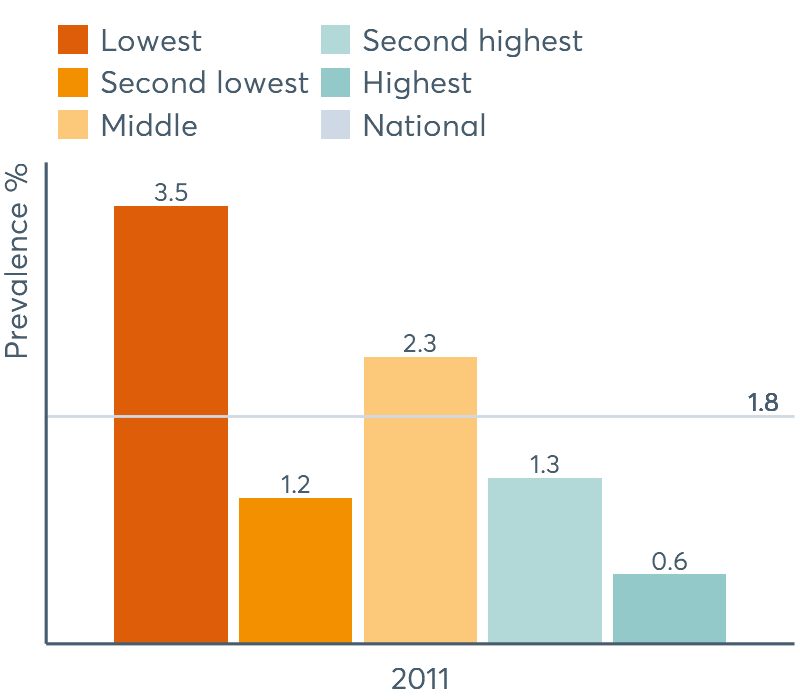 Lowest
Second lowest
Middle
Second highest
Highest
National
Prevalence %
3.5
1.2
2.3
1.3
0.6
1.8
2011